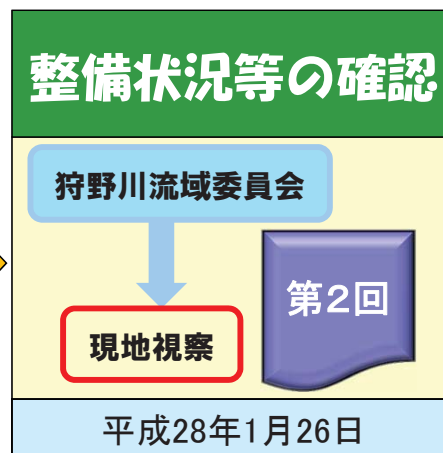 整備状況等の確認
狩野川流域委員会
第2回
現地視察
平成28年1月26日